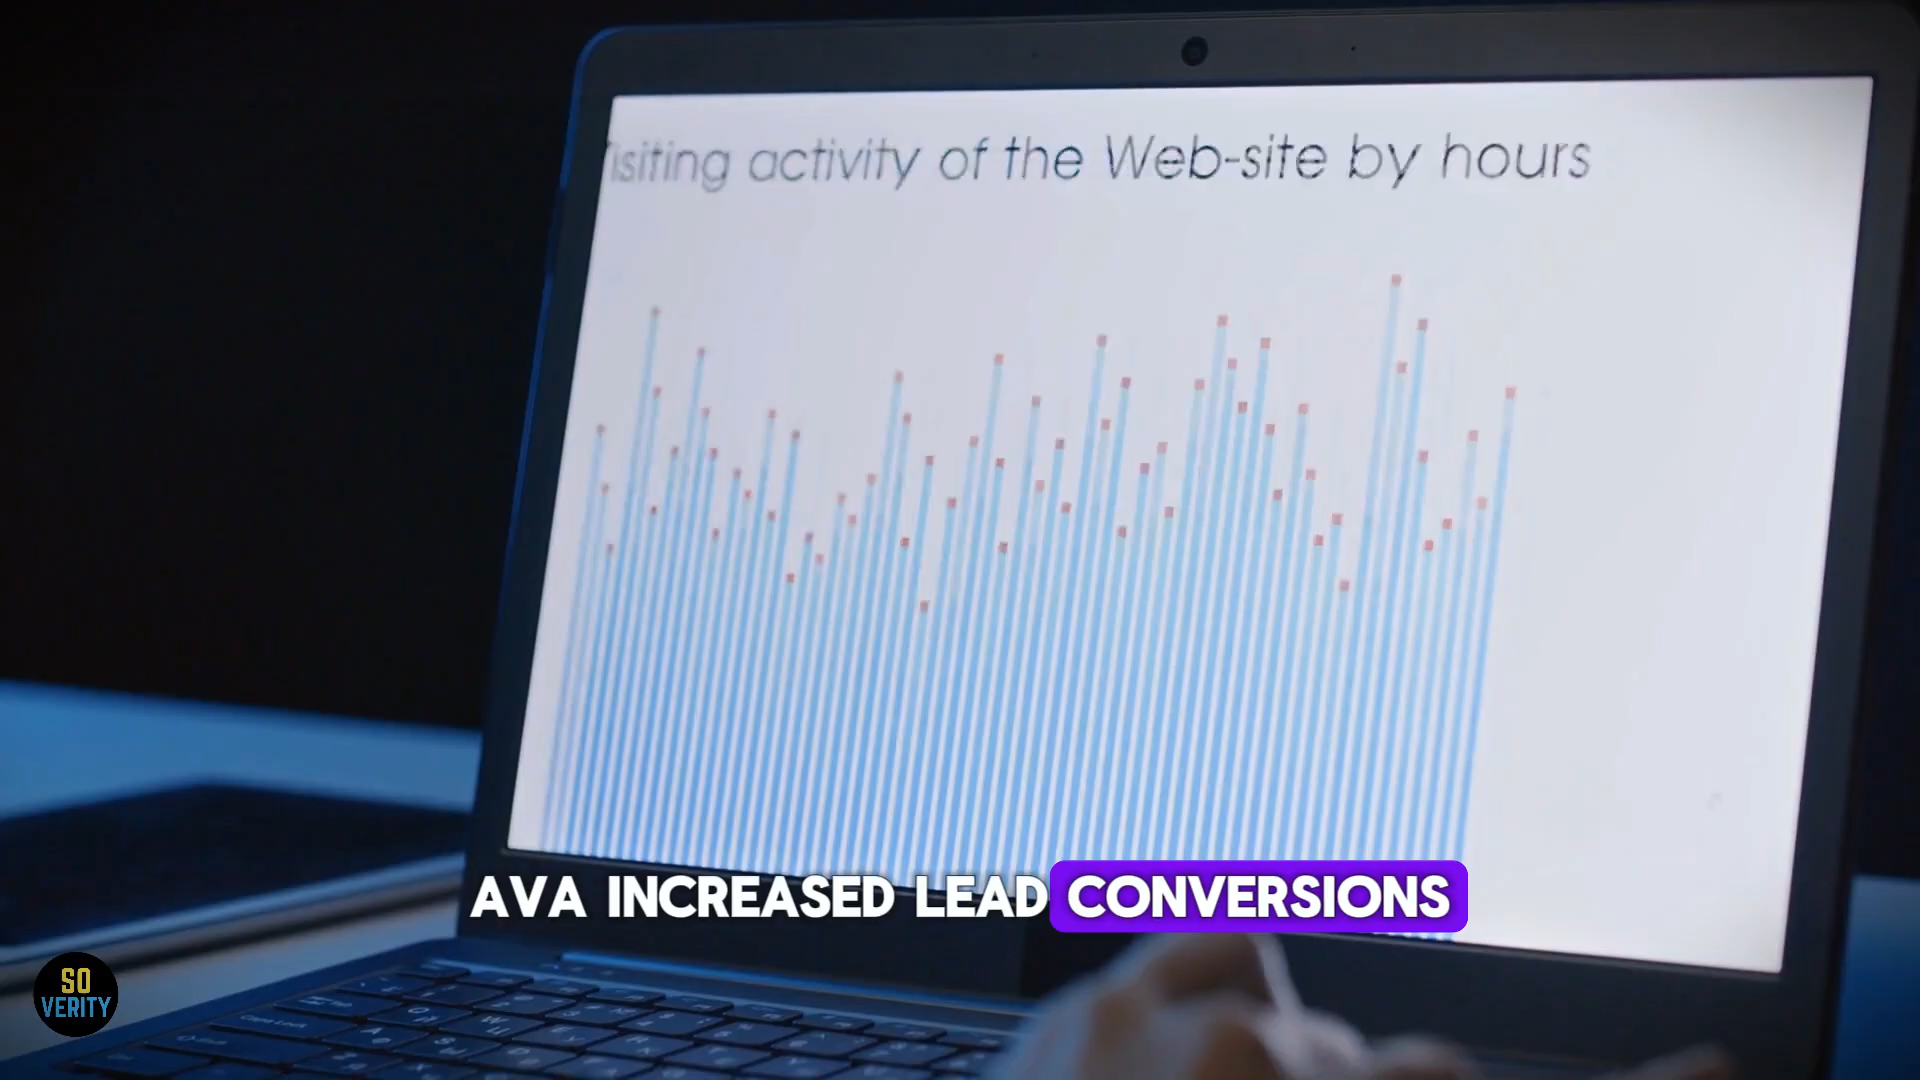 isiting activity of the Web-site by hours
AVA INCREASED LEAD CONVERSIONS
SO
VERITY